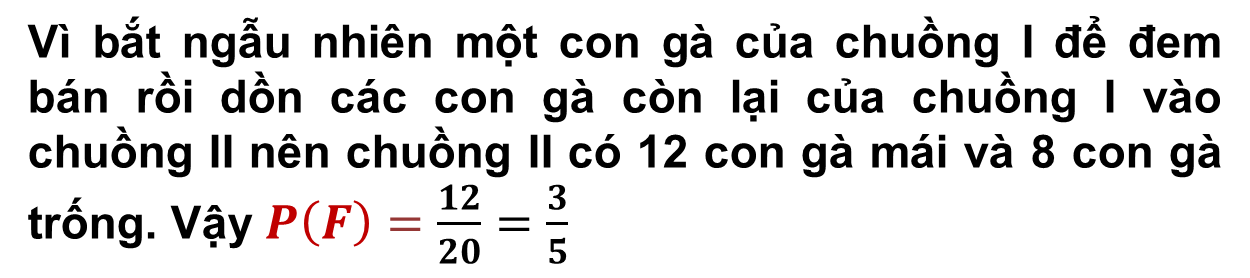 Vì bắt ngẫu nhiên một con gà của chuồng I để đem
bán rồi dồn các con gà còn lại của chuồng I vào
chuồng II nên chuồng II có 12 con gà mái và 8 con gà
trống. Vậy P(F) = 12/20 = 3/5